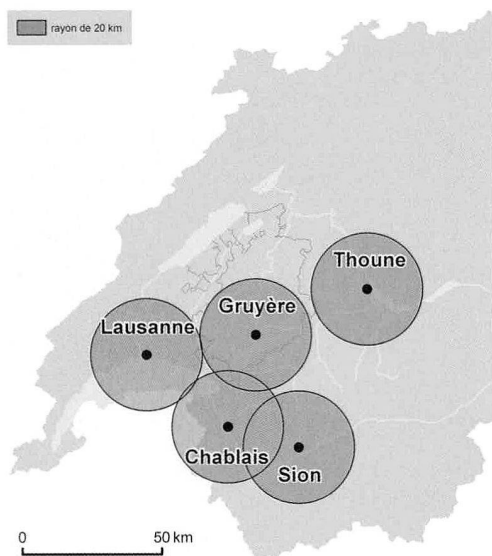 rayon de 20 km
Thoune
Gruyère
Lausanne
Chablais
Sion
0 50 km